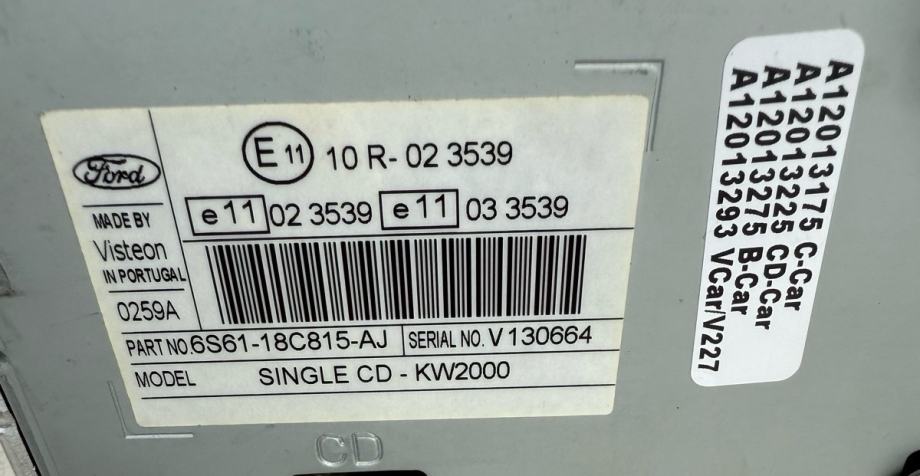 Ford
MADE BY
Visteon
IN PORTUGAL
0259A
E 11 10 R- 02 3539
e 11 02 3539 e 11 03 3539
PART NO.6S61-18C815-AJ SERIAL NO. V130664
MODEL SINGLE CD - KW2000
CD
A12013175 C-Car
A12013225 CD-Car
A12013275 B-Car
A12013293 VCar/V227